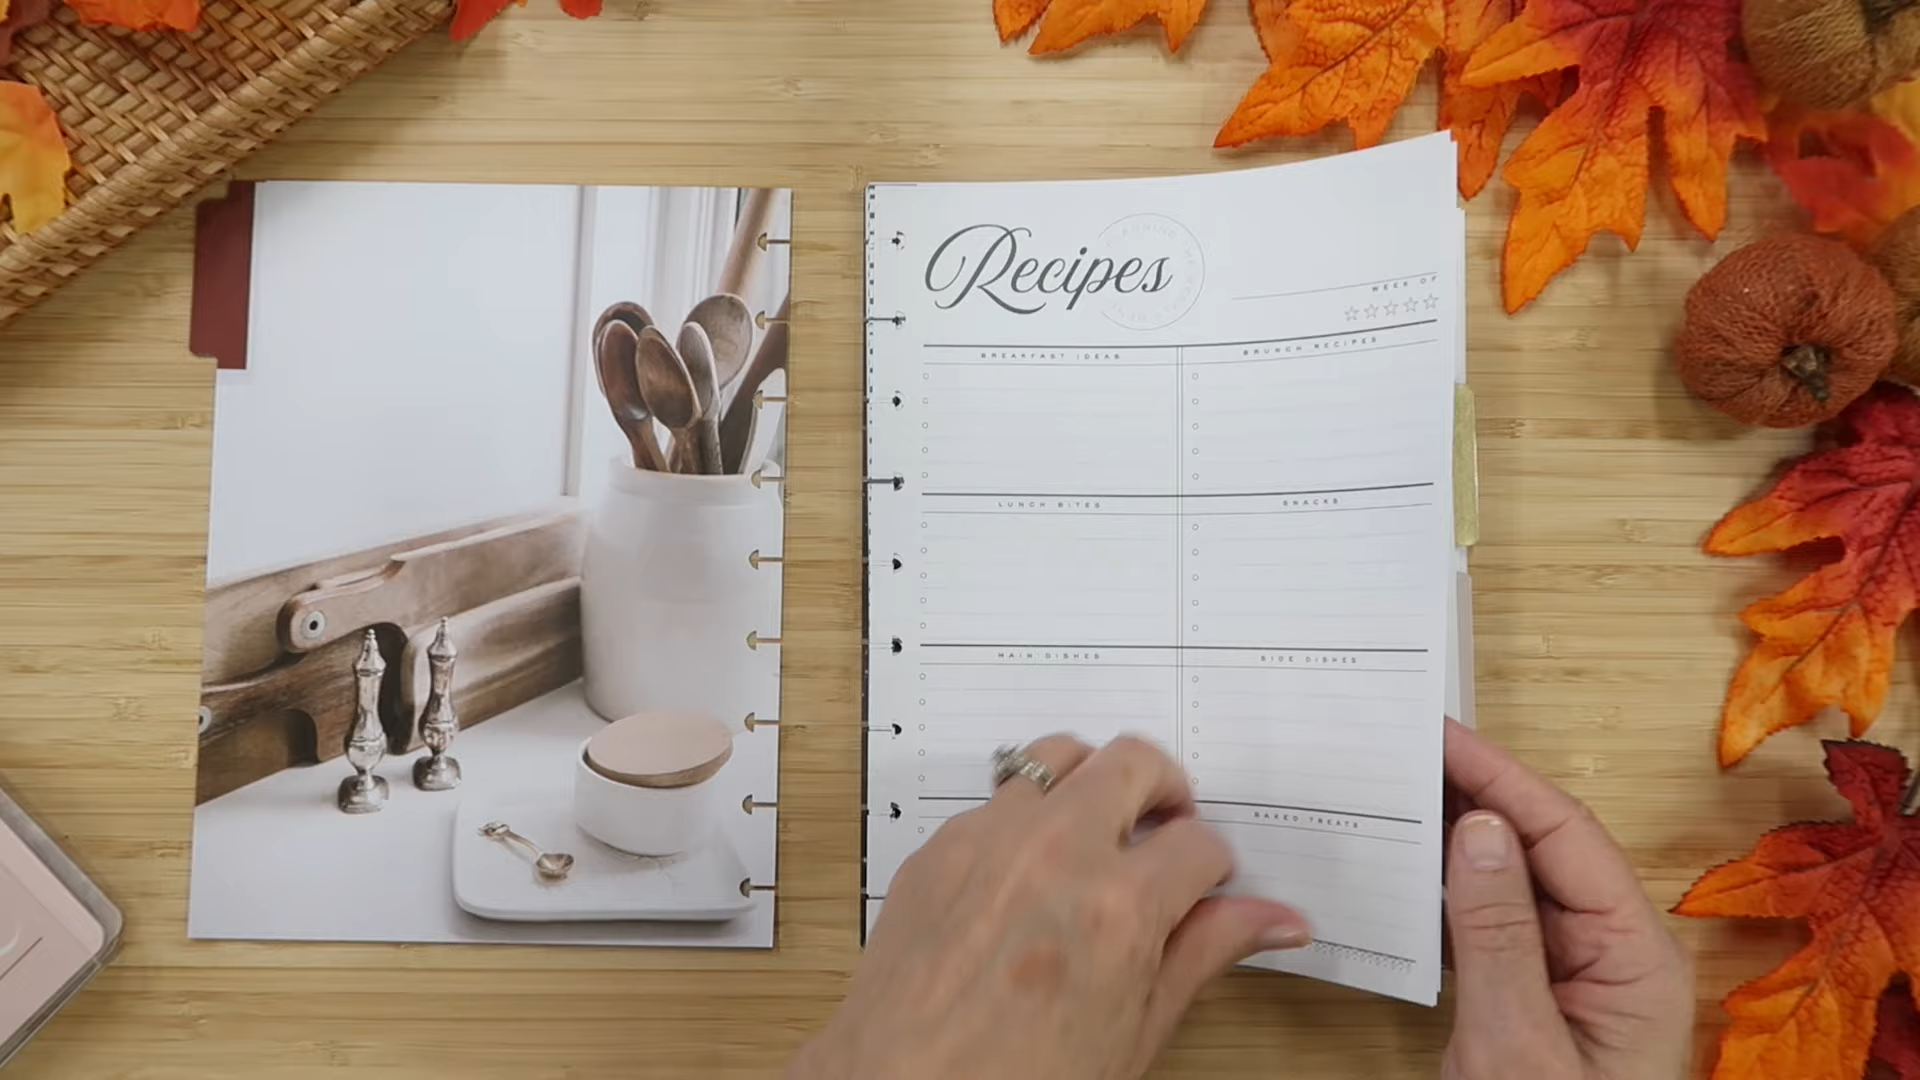 Recipes
WEEK OF
BREAKFAST IDEAS
BRUNCH RECIPES
LUNCH BITES
SNACKS
MAIN DISHES
SIDE DISHES
BAKED TREATS